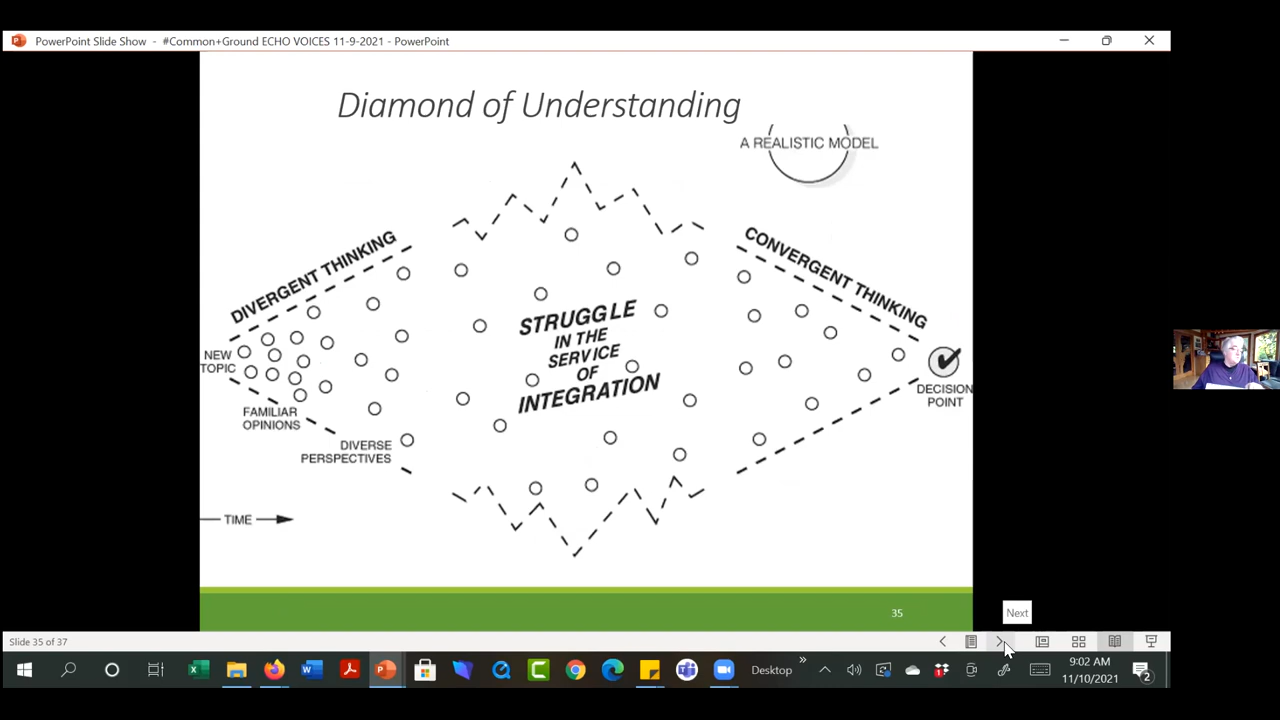 PowerPoint Slide Show - #Common+Ground ECHO VOICES 11-9-2021 - PowerPoint
Diamond of Understanding
A REALISTIC MODEL
DIVERGENT THINKING
CONVERGENT THINKING
STRUGGLE
IN THE
SERVICE
OF
INTEGRATION
NEW
TOPIC
FAMILIAR
OPINIONS
DIVERSE
PERSPECTIVES
DECISION
POINT
TIME
35
Next
Slide 35 of 37
Desktop
9:02 AM
11/10/2021
2